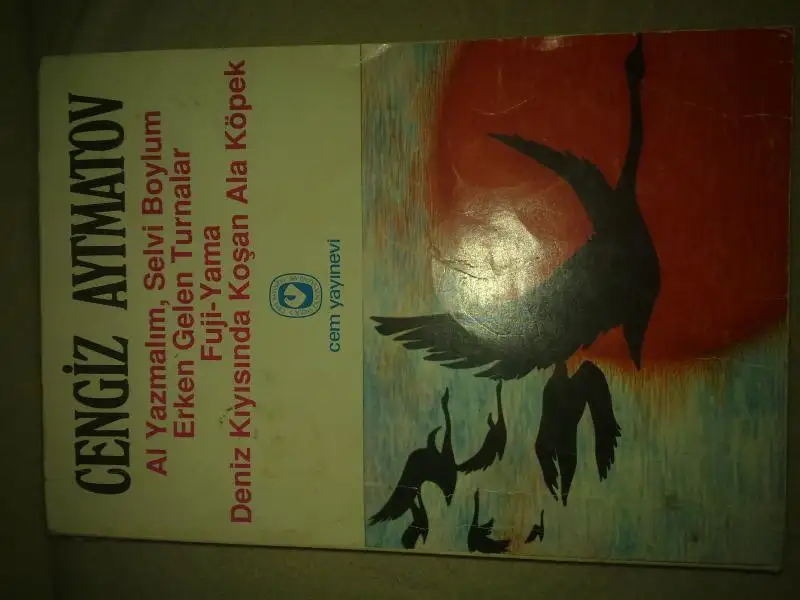 CENGİZ AYTMATOV
Al Yazmalım, Selvi Boylum
Erken Gelen Turnalar
Fuji-Yama
Deniz Kıyısında Koşan Ala Köpek
cem yayınevi